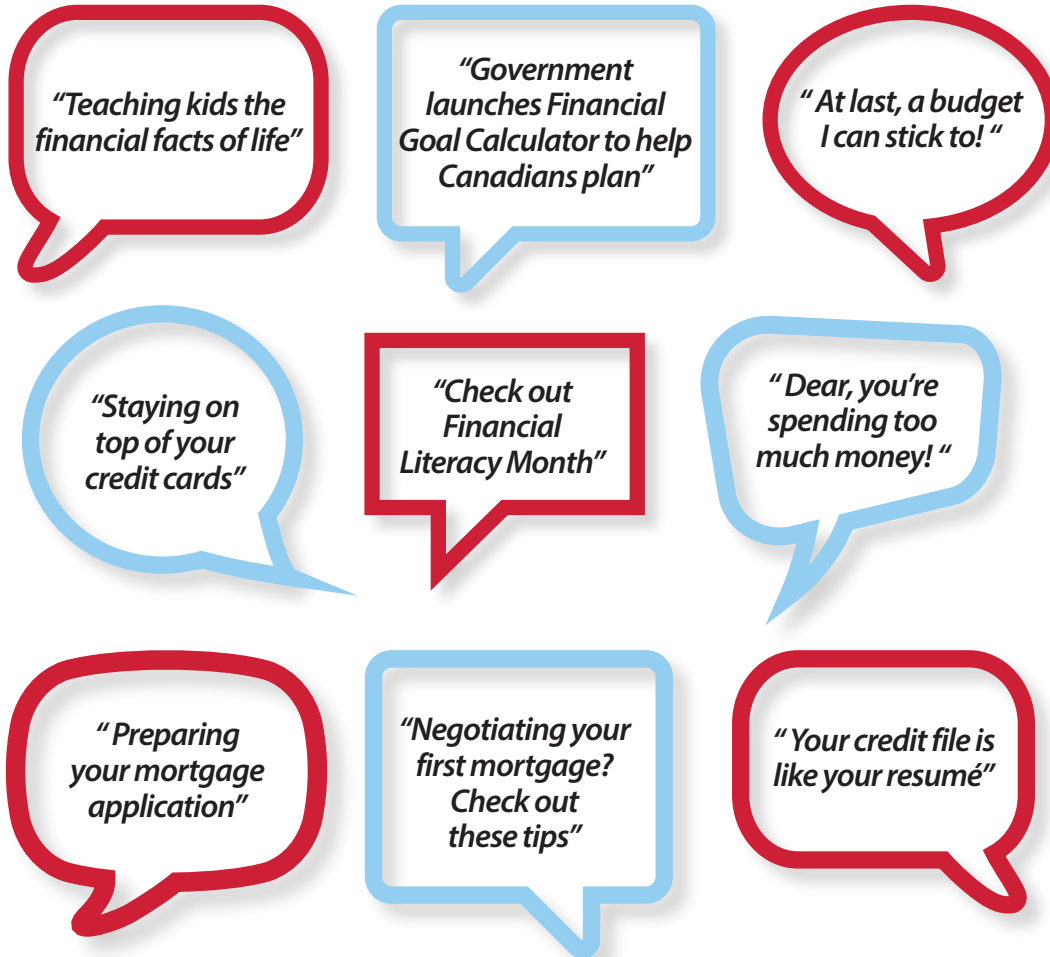 “Teaching kids the
financial facts of life”
“Government
launches Financial
Goal Calculator to help
Canadians plan”
“ At last, a budget
I can stick to! “
“Staying on
top of your
credit cards”
“Check out
Financial
Literacy Month”
“ Dear, you’re
spending too
much money! “
“ Preparing
your mortgage
application”
“Negotiating your
first mortgage?
Check out
these tips”
“ Your credit file is
like your resumé”